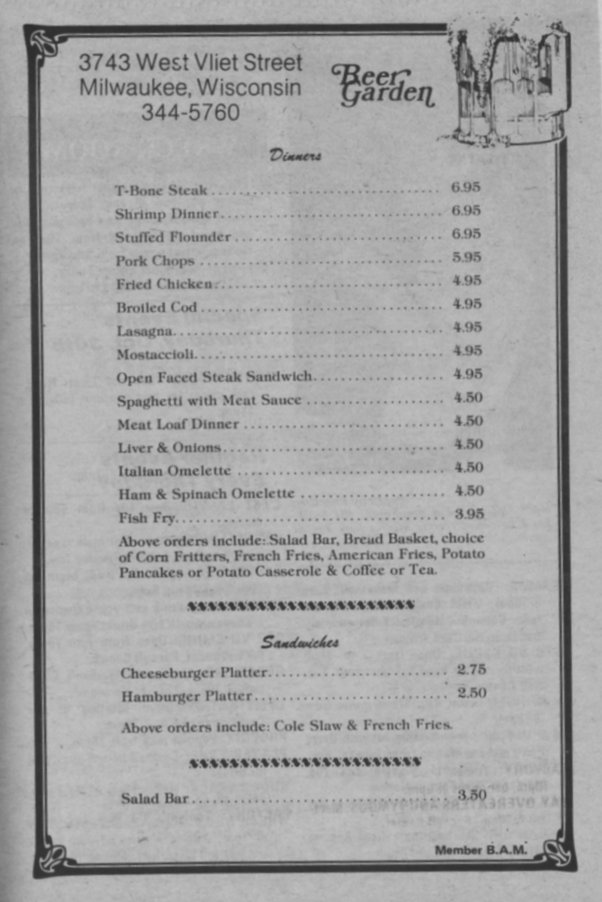 3743 West Vliet Street
Milwaukee, Wisconsin
344-5760
Beer
Garden
Dinners
T-Bone Steak ........................ 6.95
Shrimp Dinner........................ 6.95
Stuffed Flounder ........................ 6.95
Pork Chops ........................ 5.95
Fried Chicken........................ 4.95
Broiled Cod ........................ 4.95
Lasagna........................ 4.95
Mostaccioli........................ 4.95
Open Faced Steak Sandwich................ 4.95
Spaghetti with Meat Sauce ................ 4.50
Meat Loaf Dinner ........................ 4.50
Liver & Onions........................ 4.50
Italian Omelette ........................ 4.50
Ham & Spinach Omelette .................. 4.50
Fish Fry........................ 3.95
Above orders include: Salad Bar, Bread Basket, choice
of Corn Fritters, French Fries, American Fries, Potato
Pancakes or Potato Casserole & Coffee or Tea.
Sandwiches
Cheeseburger Platter........................ 2.75
Hamburger Platter........................ 2.50
Above orders include: Cole Slaw & French Fries.
Salad Bar........................ 3.50
Member B.A.M.